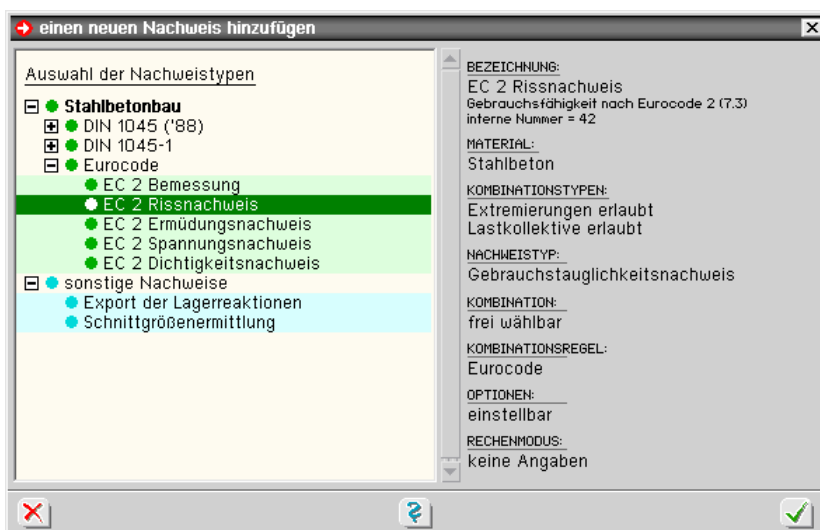 einen neuen Nachweis hinzufügen
Auswahl der Nachweistypen
Stahlbetonbau
DIN 1045 ('88)
DIN 1045-1
Eurocode
EC 2 Bemessung
EC 2 Rissnachweis
EC 2 Ermüdungsnachweis
EC 2 Spannungsnachweis
EC 2 Dichtigkeitsnachweis
sonstige Nachweise
Export der Lagerreaktionen
Schnittgrößenermittlung
BEZEICHNUNG:
EC 2 Rissnachweis
Gebrauchsfähigkeit nach Eurocode 2 (7.3)
interne Nummer = 42
MATERIAL:
Stahlbeton
KOMBINATIONSTYPEN:
Extremierungen erlaubt
Lastkollektive erlaubt
NACHWEISTYP:
Gebrauchstauglichkeitsnachweis
KOMBINATION:
frei wählbar
KOMBINATIONSREGEL:
Eurocode
OPTIONEN:
einstellbar
RECHENMODUS:
keine Angaben